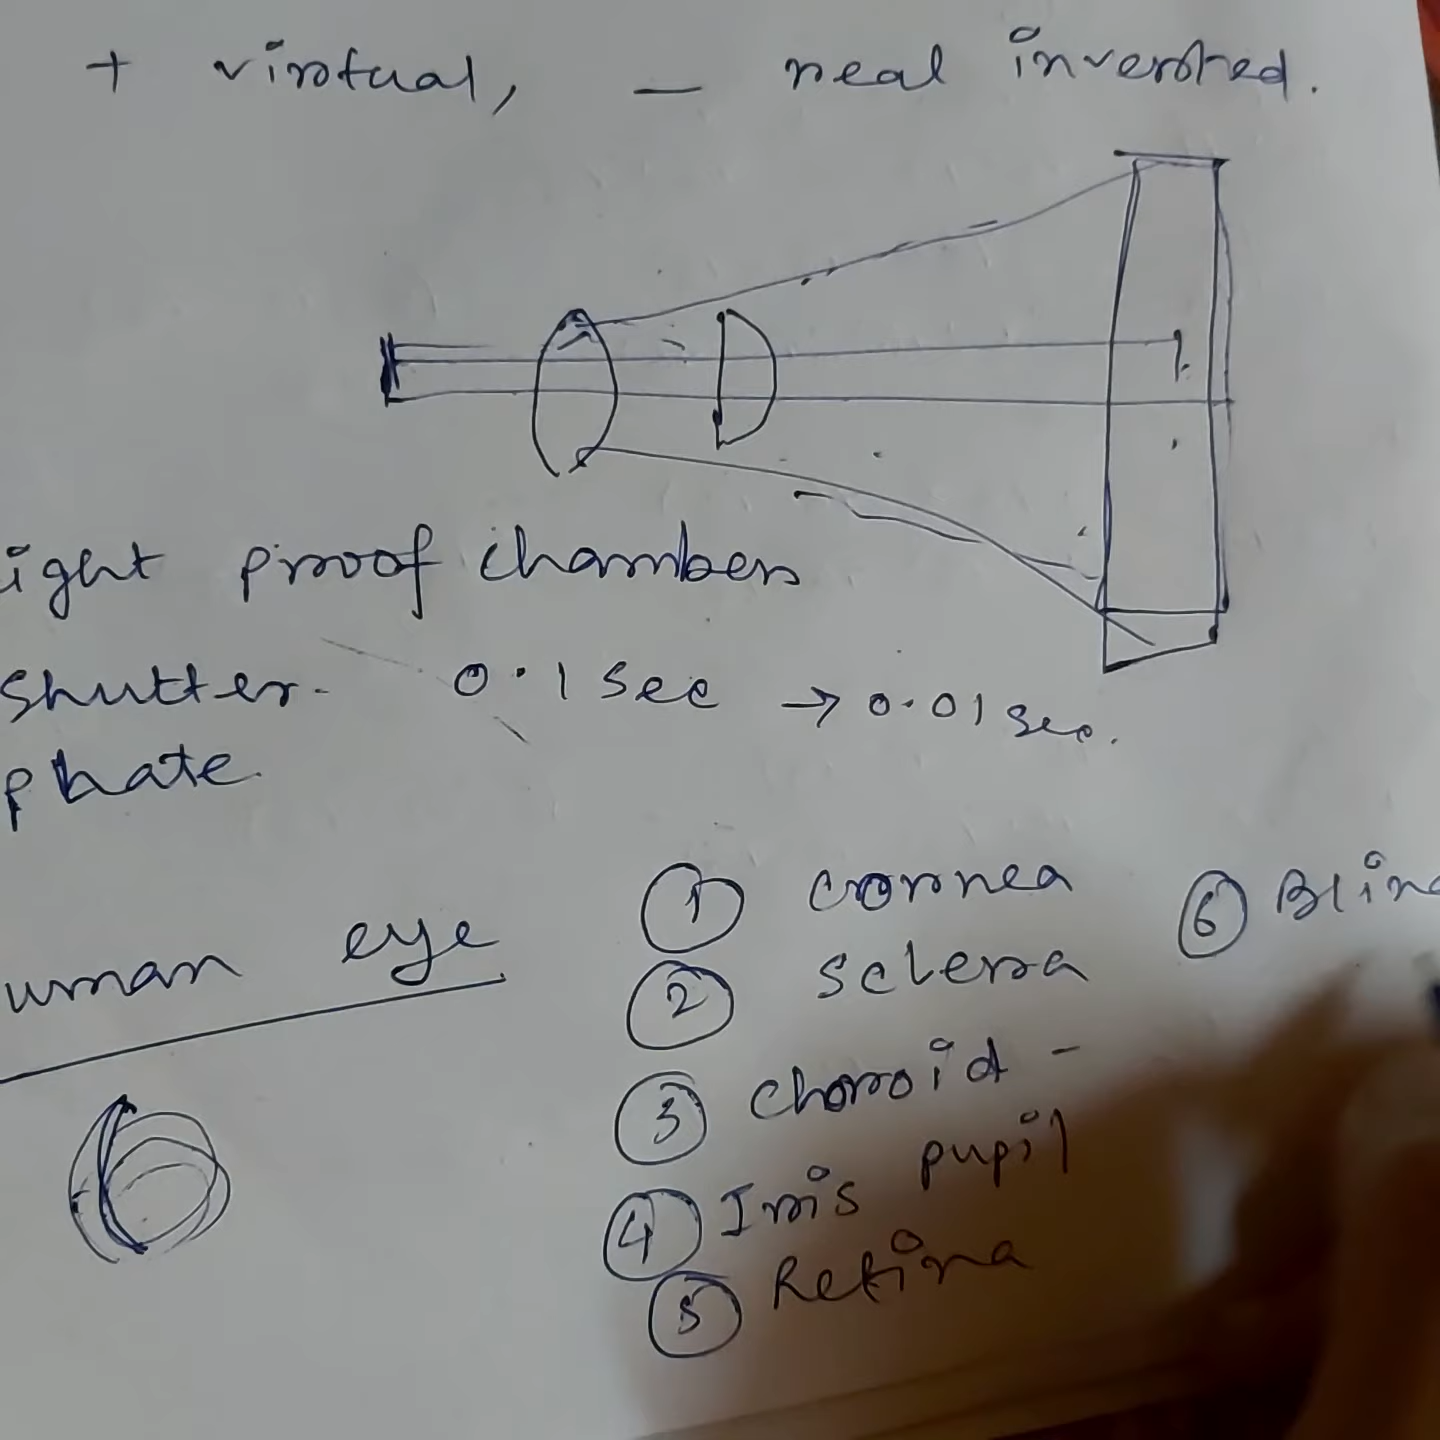 + virtual, — real inverted.
ight proof chamber
Shutter - 0.1 sec → 0.01 sec.
plate
uman eye
① cornea
② sclera
③ choroid -
④ Iris pupil
⑤ Retina
⑥ Blin